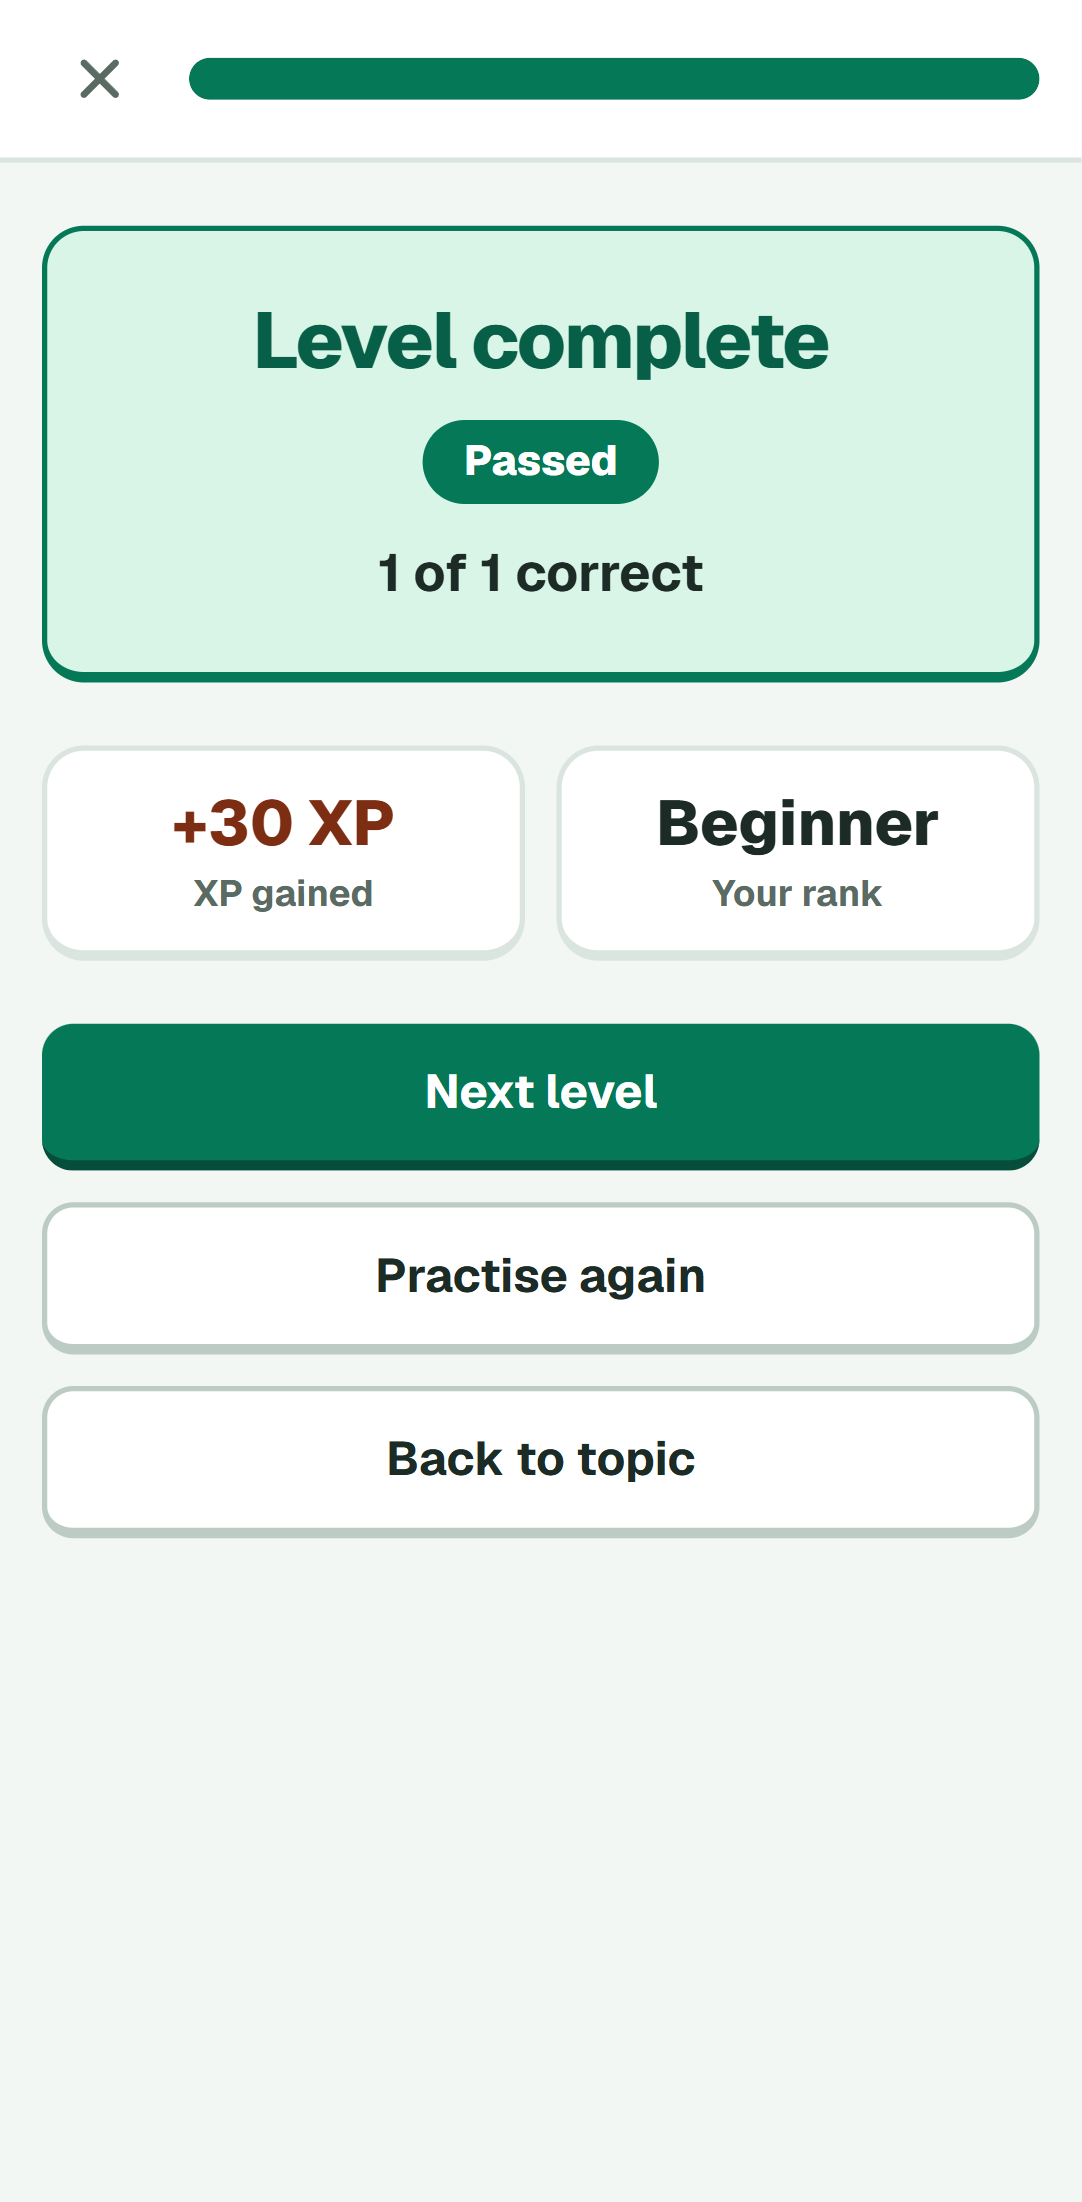 Level complete
Passed
1 of 1 correct
+30 XP
XP gained
Beginner
Your rank
Next level
Practise again
Back to topic